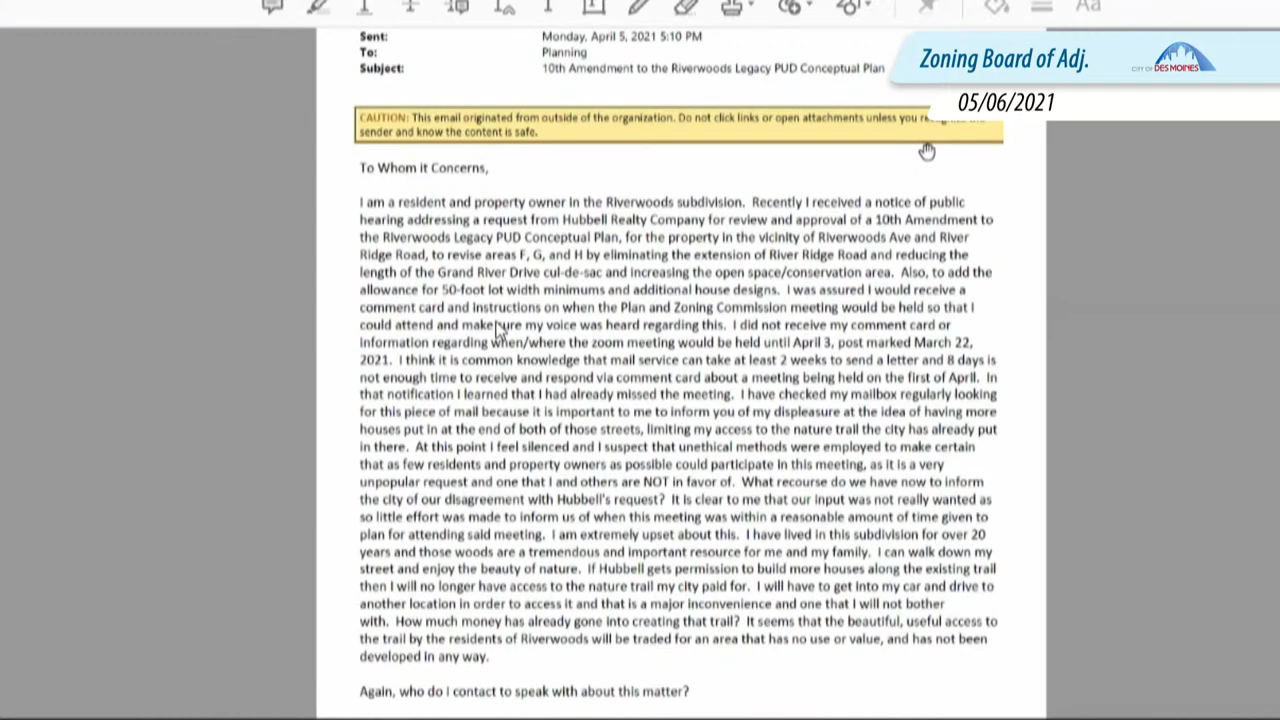 Aa
Sent: Monday, April 5, 2021 5:10 PM
To: Planning
Subject: 10th Amendment to the Riverwoods Legacy PUD Conceptual Plan
Zoning Board of Adj.
CITY OF DES MOINES
05/06/2021
CAUTION: This email originated from outside of the organization. Do not click links or open attachments unless you
sender and know the content is safe.
To Whom it Concerns,
I am a resident and property owner in the Riverwoods subdivision. Recently I received a notice of public
hearing addressing a request from Hubbell Realty Company for review and approval of a 10th Amendment to
the Riverwoods Legacy PUD Conceptual Plan, for the property in the vicinity of Riverwoods Ave and River
Ridge Road, to revise areas F, G, and H by eliminating the extension of River Ridge Road and reducing the
length of the Grand River Drive cul-de-sac and increasing the open space/conservation area. Also, to add the
allowance for 50-foot lot width minimums and additional house designs. I was assured I would receive a
comment card and instructions on when the Plan and Zoning Commission meeting would be held so that I
could attend and make sure my voice was heard regarding this. I did not receive my comment card or
information regarding when/where the zoom meeting would be held until April 3, post marked March 22,
2021. I think it is common knowledge that mail service can take at least 2 weeks to send a letter and 8 days is
not enough time to receive and respond via comment card about a meeting being held on the first of April. In
that notification I learned that I had already missed the meeting. I have checked my mailbox regularly looking
for this piece of mail because it is important to me to inform you of my displeasure at the idea of having more
houses put in at the end of both of those streets, limiting my access to the nature trail the city has already put
in there. At this point I feel silenced and I suspect that unethical methods were employed to make certain
that as few residents and property owners as possible could participate in this meeting, as it is a very
unpopular request and one that I and others are NOT in favor of. What recourse do we have now to inform
the city of our disagreement with Hubbell's request? It is clear to me that our input was not really wanted as
so little effort was made to inform us of when this meeting was within a reasonable amount of time given to
plan for attending said meeting. I am extremely upset about this. I have lived in this subdivision for over 20
years and those woods are a tremendous and important resource for me and my family. I can walk down my
street and enjoy the beauty of nature. If Hubbell gets permission to build more houses along the existing trail
then I will no longer have access to the nature trail my city paid for. I will have to get into my car and drive to
another location in order to access it and that is a major inconvenience and one that I will not bother
with. How much money has already gone into creating that trail? It seems that the beautiful, useful access to
the trail by the residents of Riverwoods will be traded for an area that has no use or value, and has not been
developed in any way.
Again, who do I contact to speak with about this matter?